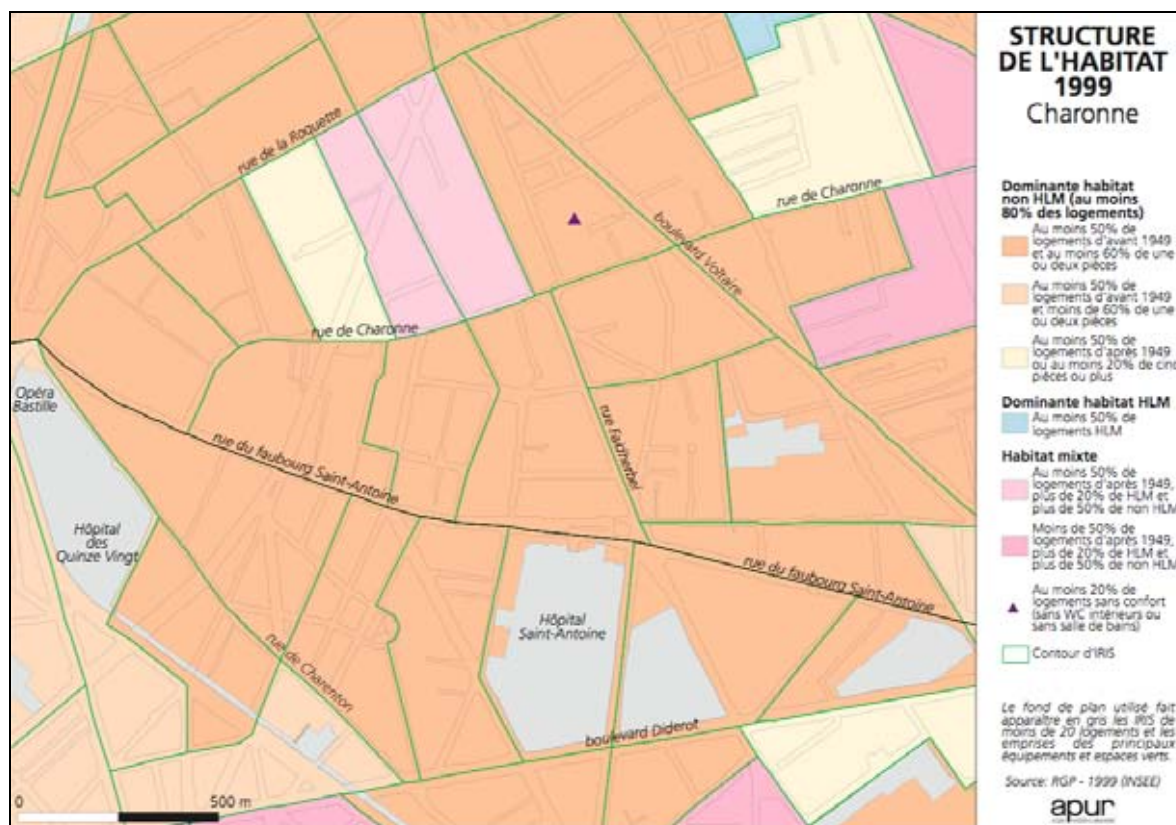 STRUCTURE
DE L'HABITAT
1999
Charonne
Dominante habitat
non HLM (au moins
80% des logements)
Au moins 50% de
logements d'avant 1949
et au moins 60% de une
ou deux pièces
Au moins 50% de
logements d'avant 1949
et moins de 60% de une
ou deux pièces
Au moins 50% de
logements d'après 1949
ou au moins 20% de cinq
pièces ou plus
Dominante habitat HLM
Au moins 50% de
logements HLM
Habitat mixte
Au moins 50% de
logements d'après 1949,
plus de 20% de HLM et
plus de 50% de non HLM
Moins de 50% de
logements d'après 1949,
plus de 20% de HLM et
plus de 50% de non HLM
Au moins 20% de
logements sans confort
(sans WC intérieurs ou
sans salle de bains)
Contour d'IRIS
Le fond de plan utilisé fait
apparaître en gris les IRIS de
moins de 20 logements et les
emprises des principaux
équipements et espaces verts.
Source: RGP - 1999 (INSEE)
apur
rue de la Roquette
rue de Charonne
boulevard Voltaire
rue de Charonne
Opéra
Bastille
rue du faubourg Saint-Antoine
rue Faidherbel
Hôpital
des
Quinze Vingt
Hôpital
Saint-Antoine
rue du faubourg Saint-Antoine
rue de Charenton
boulevard Diderot
0 500 m